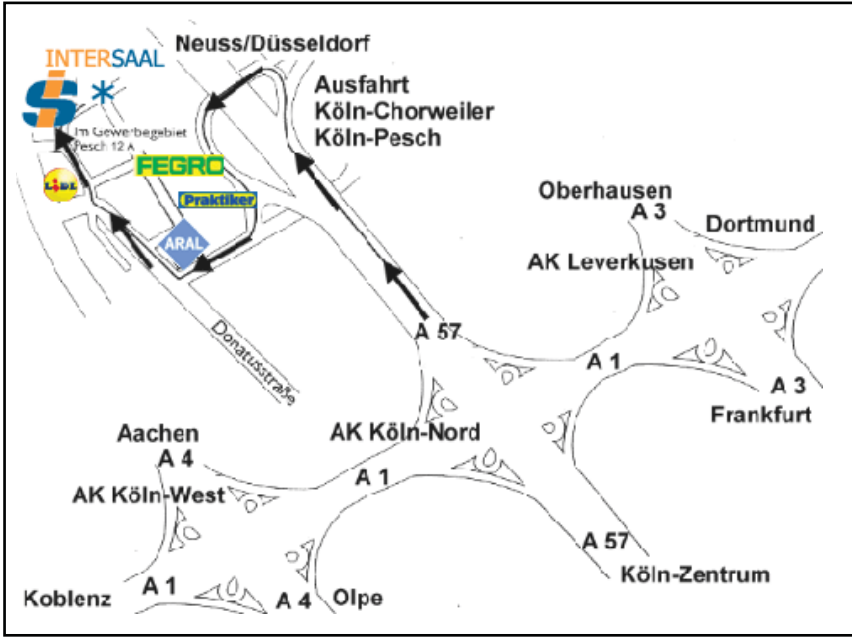 Neuss/Düsseldorf
INTERSAAL
Ausfahrt
Köln-Chorweiler
Köln-Pesch
Im Gewerbegebiet
Pesch 12 A
FEGRO
LIDL
Praktiker
ARAL
Oberhausen
A 3
Dortmund
AK Leverkusen
A 57
A 1
A 3
Frankfurt
Donatusstraße
Aachen
A 4
AK Köln-Nord
A 1
AK Köln-West
A 57
Köln-Zentrum
Koblenz
A 1
A 4
Olpe